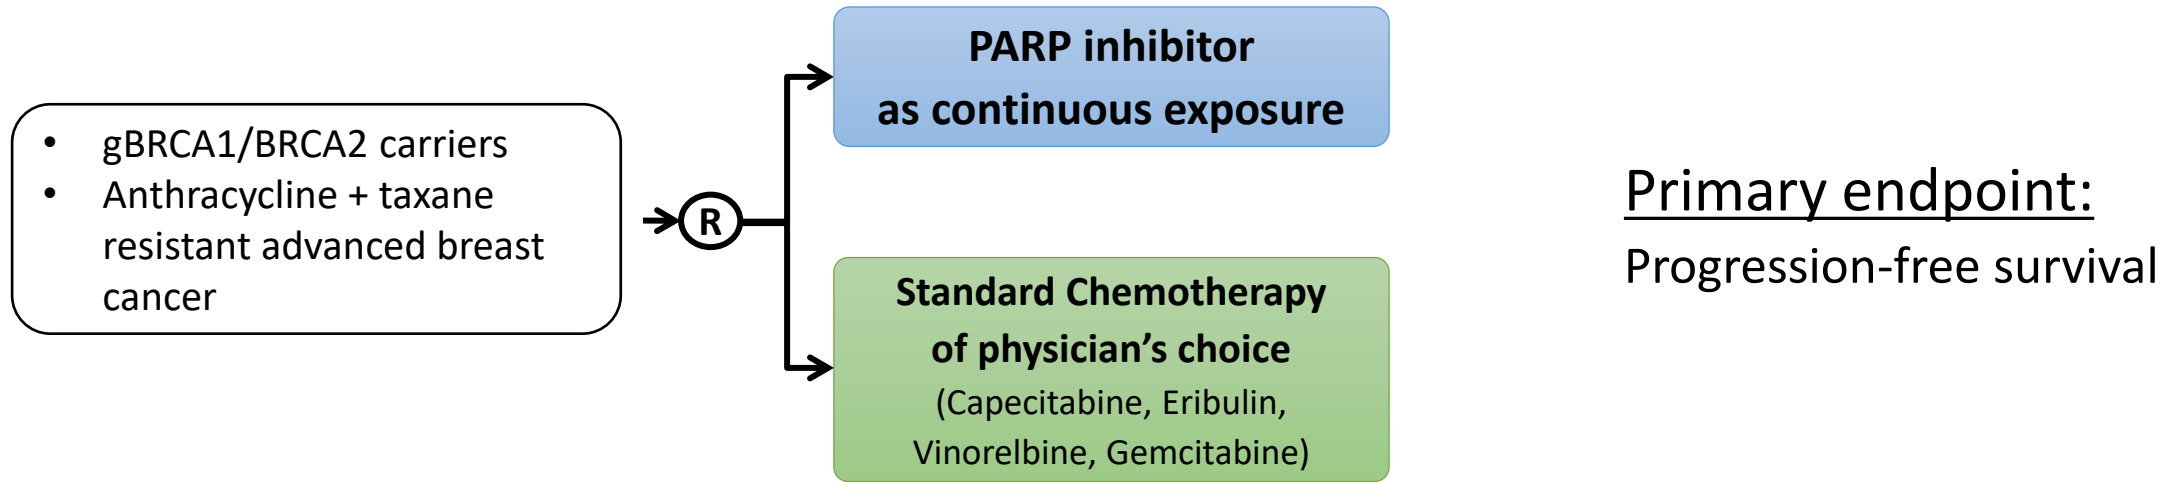 • gBRCA1/BRCA2 carriers
• Anthracycline + taxane
resistant advanced breast
cancer
R
PARP inhibitor
as continuous exposure
Standard Chemotherapy
of physician’s choice
(Capecitabine, Eribulin,
Vinorelbine, Gemcitabine)
Primary endpoint:
Progression-free survival